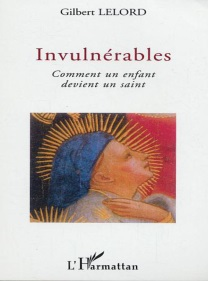 Gilbert LELORD
Invulnérables
Comment un enfant
devient un saint
L'Harmattan